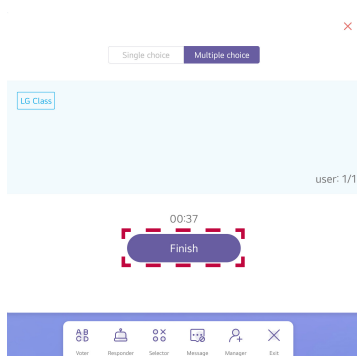 Single choice Multiple choice
LG Class
user: 1/1
00:37
Finish
A B
C D
Voter Responder Selector Message Manager Exit